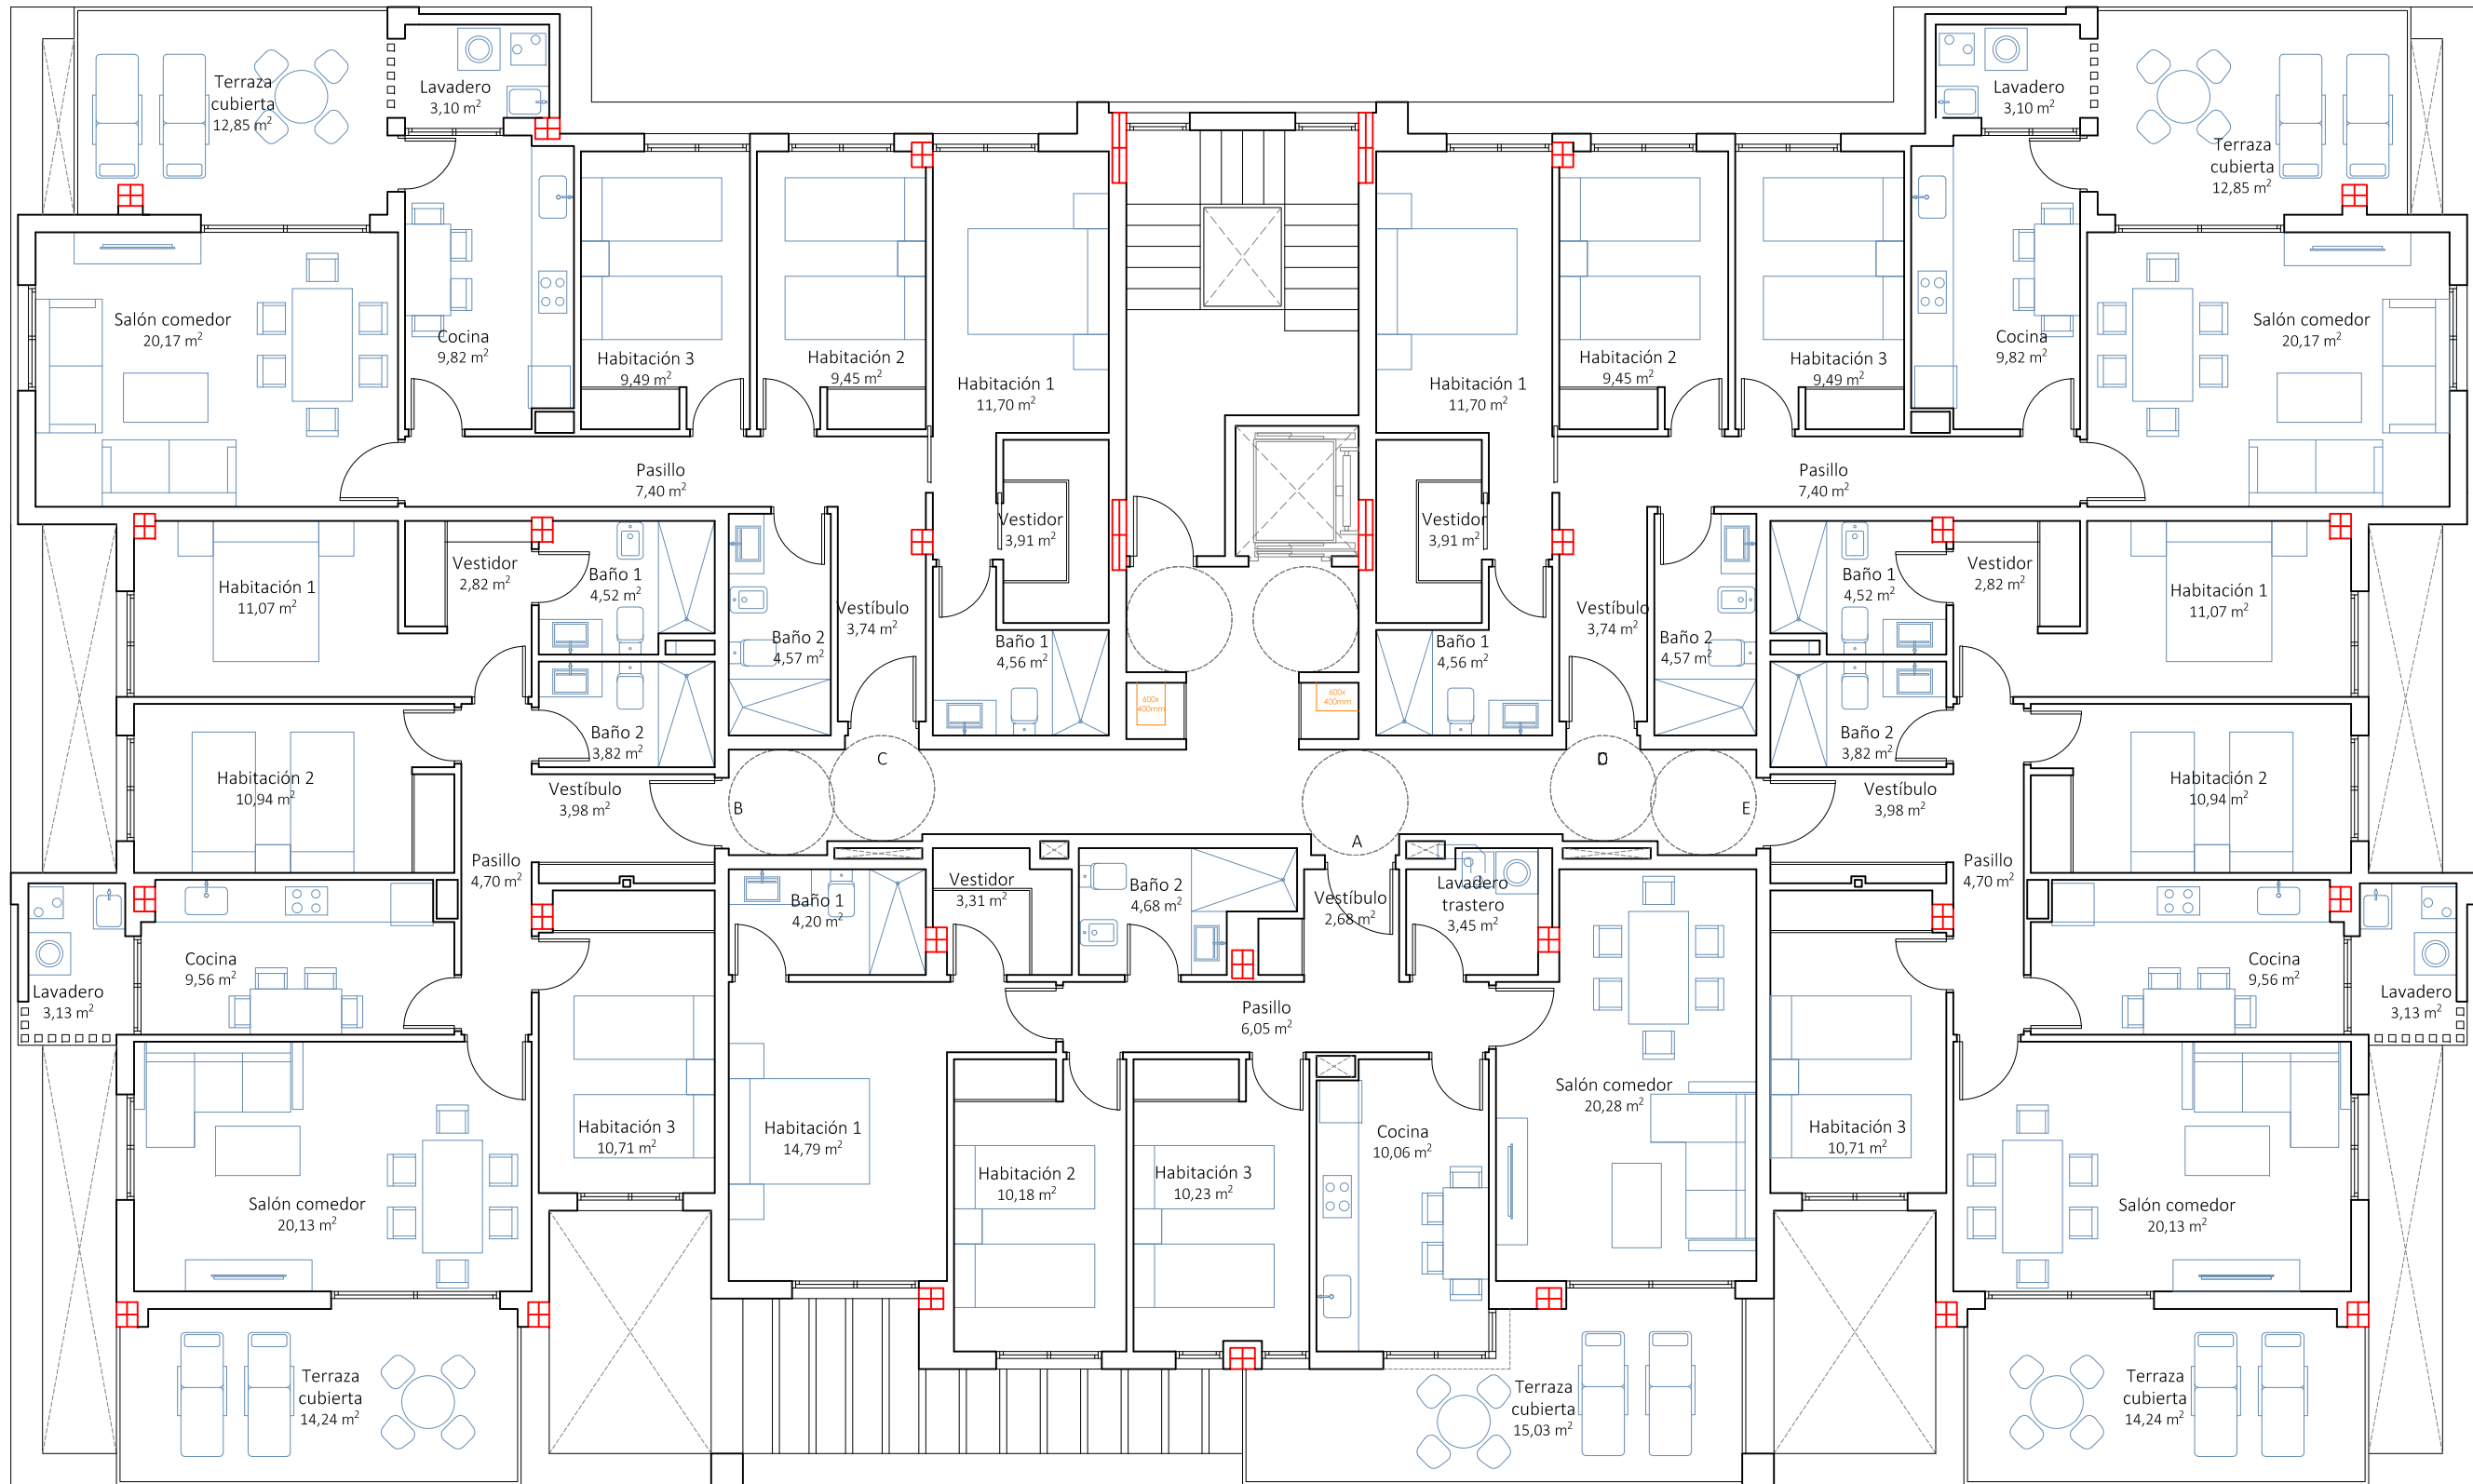 Terraza
cubierta
12,85 m²
Lavadero
3,10 m²
Lavadero
3,10 m²
Terraza
cubierta
12,85 m²
Salón comedor
20,17 m²
Cocina
9,82 m²
Habitación 3
9,49 m²
Habitación 2
9,45 m²
Habitación 1
11,70 m²
Habitación 1
11,70 m²
Habitación 2
9,45 m²
Habitación 3
9,49 m²
Cocina
9,82 m²
Salón comedor
20,17 m²
Pasillo
7,40 m²
Pasillo
7,40 m²
Vestidor
3,91 m²
Vestidor
3,91 m²
Habitación 1
11,07 m²
Vestidor
2,82 m²
Baño 1
4,52 m²
Baño 2
4,57 m²
Vestíbulo
3,74 m²
Baño 1
4,56 m²
Baño 1
4,56 m²
Vestíbulo
3,74 m²
Baño 2
4,57 m²
Baño 1
4,52 m²
Vestidor
2,82 m²
Habitación 1
11,07 m²
600x
400mm
600x
400mm
Baño 2
3,82 m²
Baño 2
3,82 m²
Habitación 2
10,94 m²
Vestíbulo
3,98 m²
B
C
A
D
E
Vestíbulo
3,98 m²
Habitación 2
10,94 m²
Pasillo
4,70 m²
Baño 1
4,20 m²
Vestidor
3,31 m²
Baño 2
4,68 m²
Vestíbulo
2,68 m²
Lavadero
trastero
3,45 m²
Pasillo
4,70 m²
Lavadero
3,13 m²
Cocina
9,56 m²
Pasillo
6,05 m²
Cocina
9,56 m²
Lavadero
3,13 m²
Salón comedor
20,13 m²
Habitación 3
10,71 m²
Habitación 1
14,79 m²
Habitación 2
10,18 m²
Habitación 3
10,23 m²
Cocina
10,06 m²
Salón comedor
20,28 m²
Habitación 3
10,71 m²
Salón comedor
20,13 m²
Terraza
cubierta
14,24 m²
Terraza
cubierta
15,03 m²
Terraza
cubierta
14,24 m²